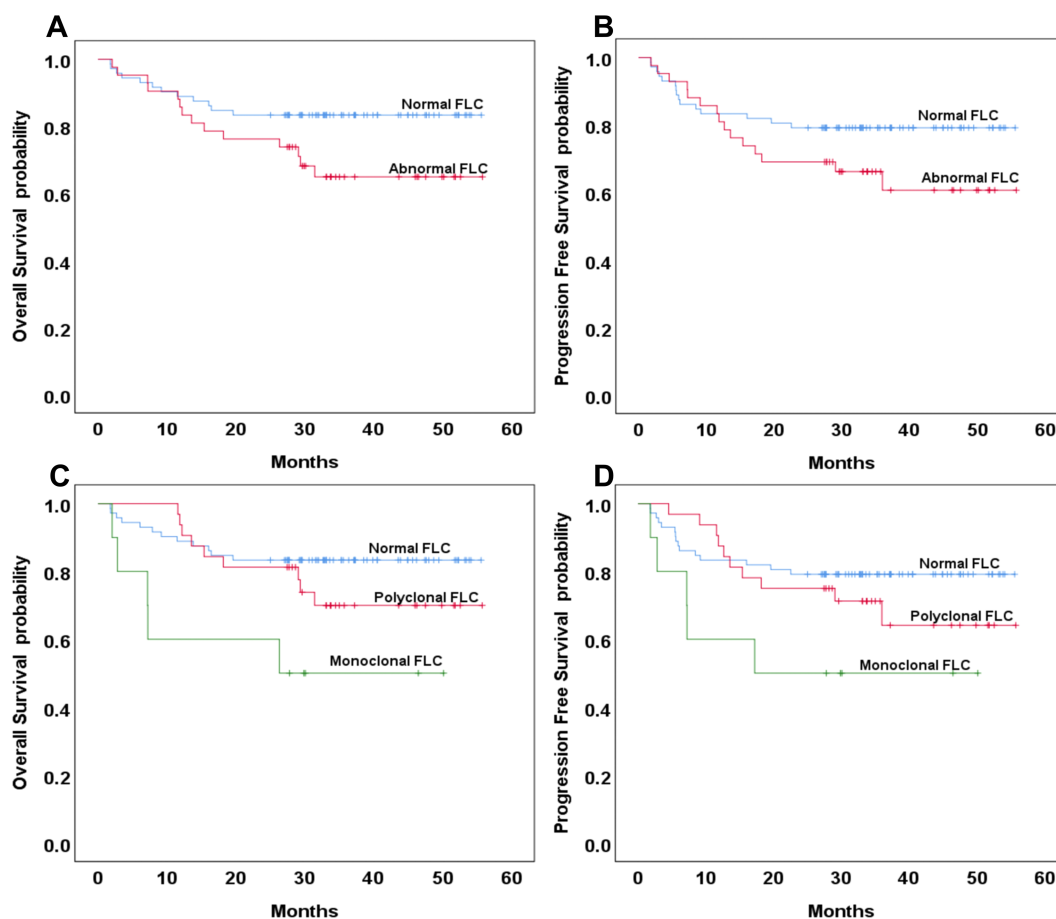 A
Overall Survival probability
1.0
0.8
0.6
0.4
0.2
0.0
Normal FLC
Abnormal FLC
0 10 20 30 40 50 60
Months
B
Progression Free Survival probability
1.0
0.8
0.6
0.4
0.2
0.0
Normal FLC
Abnormal FLC
0 10 20 30 40 50 60
Months
C
Overall Survival probability
1.0
0.8
0.6
0.4
0.2
0.0
Normal FLC
Polyclonal FLC
Monoclonal FLC
0 10 20 30 40 50 60
Months
D
Progression Free Survival probability
1.0
0.8
0.6
0.4
0.2
0.0
Normal FLC
Polyclonal FLC
Monoclonal FLC
0 10 20 30 40 50 60
Months